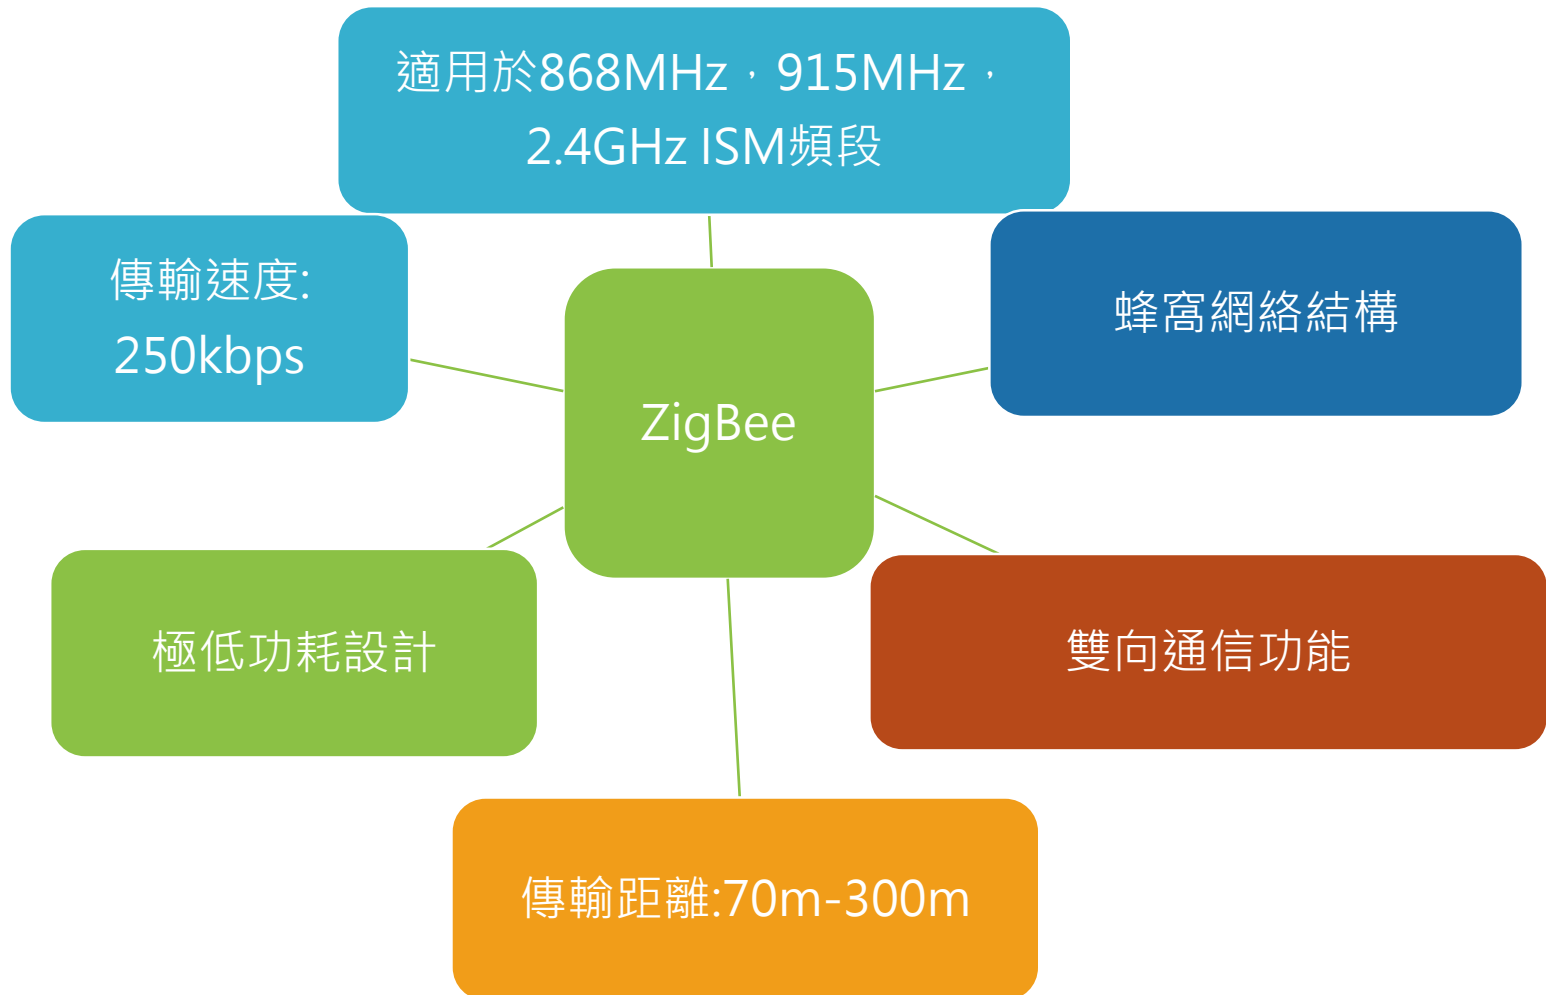 適用於868MHz，915MHz，
2.4GHz ISM頻段
傳輸速度:
250kbps
蜂窩網絡結構
ZigBee
極低功耗設計
雙向通信功能
傳輸距離:70m-300m